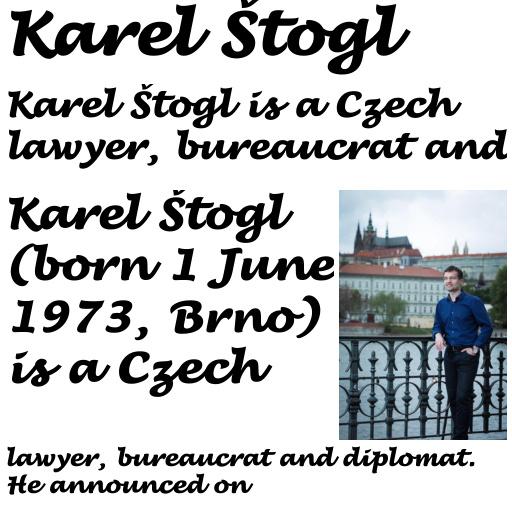 Karel Štogl
Karel Štogl is a Czech
lawyer, bureaucrat and
Karel Štogl
(born 1 June
1973, Brno)
is a Czech
lawyer, bureaucrat and diplomat.
He announced on